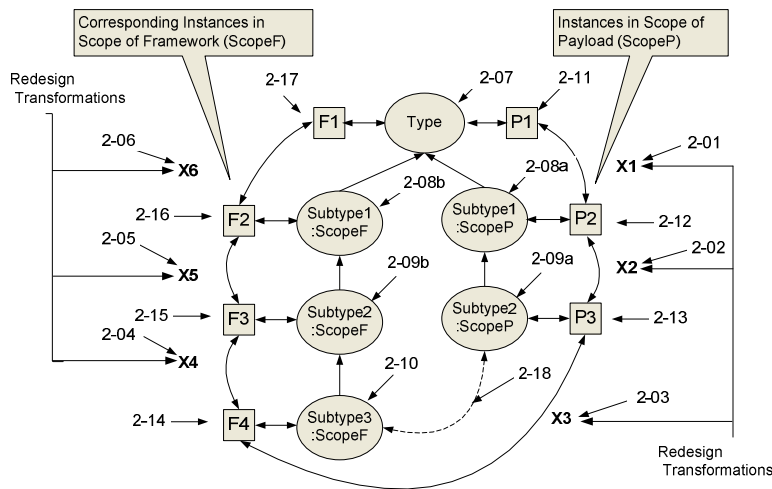 Corresponding Instances in
Scope of Framework (ScopeF)
Instances in Scope of
Payload (ScopeP)
Redesign
Transformations
2-17
2-07
2-11
F1
Type
P1
2-06
X6
2-01
X1
2-08b
2-08a
2-16
F2
Subtype1
:ScopeF
Subtype1
:ScopeP
P2
2-12
2-05
X5
2-02
X2
2-09b
2-09a
2-15
F3
Subtype2
:ScopeF
Subtype2
:ScopeP
P3
2-13
2-04
X4
2-10
2-18
2-03
X3
2-14
F4
Subtype3
:ScopeF
Redesign
Transformations